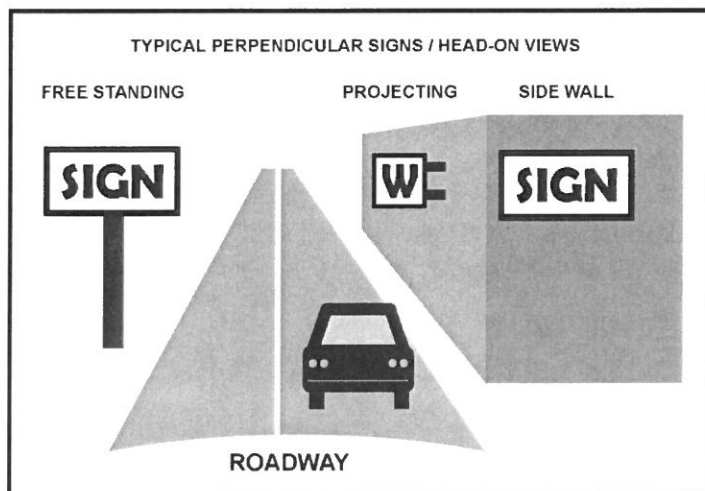 TYPICAL PERPENDICULAR SIGNS / HEAD-ON VIEWS
FREE STANDING
PROJECTING
SIDE WALL
SIGN
W
SIGN
ROADWAY